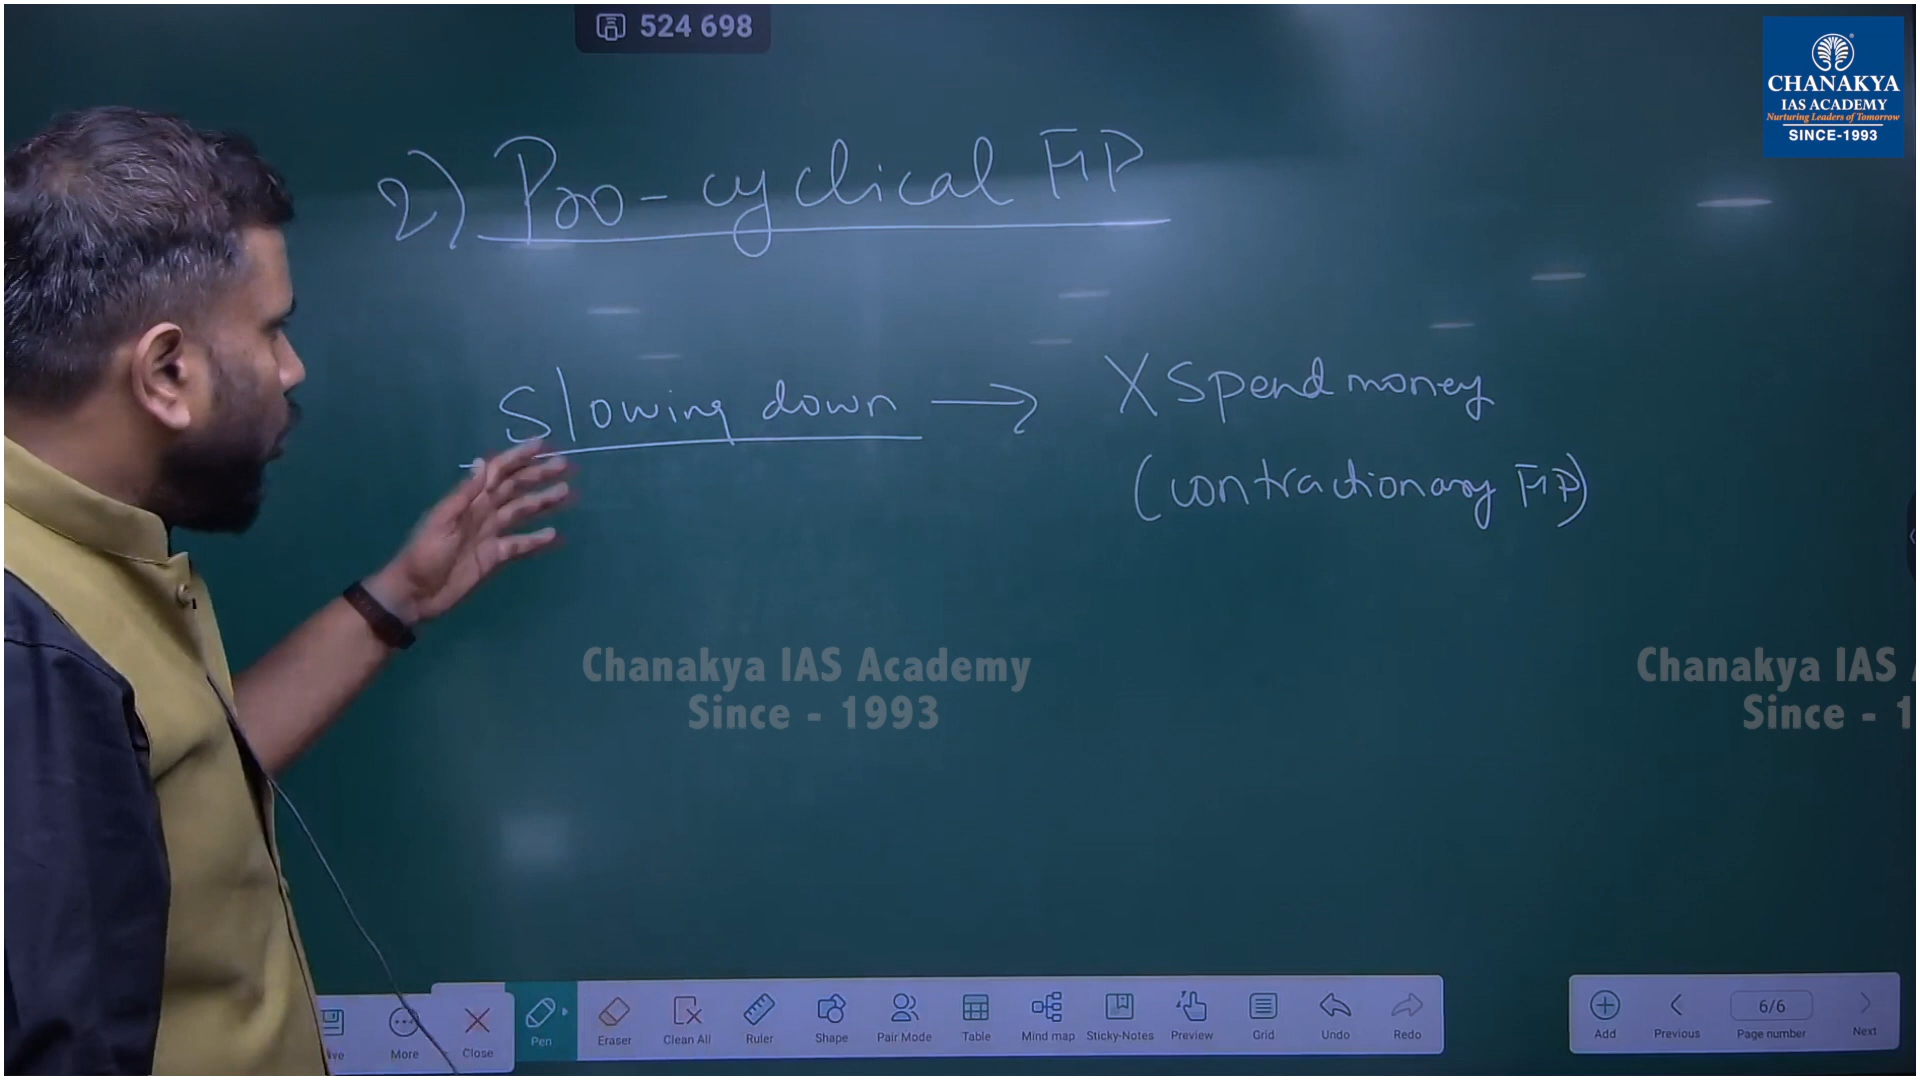 524 698
CHANAKYA
IAS ACADEMY
Nurturing Leaders of Tomorrow
SINCE-1993
2) Pro-cyclical FP
Slowing down → X Spend money
(contractionary FP)
Chanakya IAS Academy
Since - 1993
Chanakya IAS
Since - 1
More
Close
Pen
Eraser
Clean All
Ruler
Shape
Pair Mode
Table
Mind map
Sticky-Notes
Preview
Grid
Undo
Redo
Add
Previous
6/6
Page number
Next